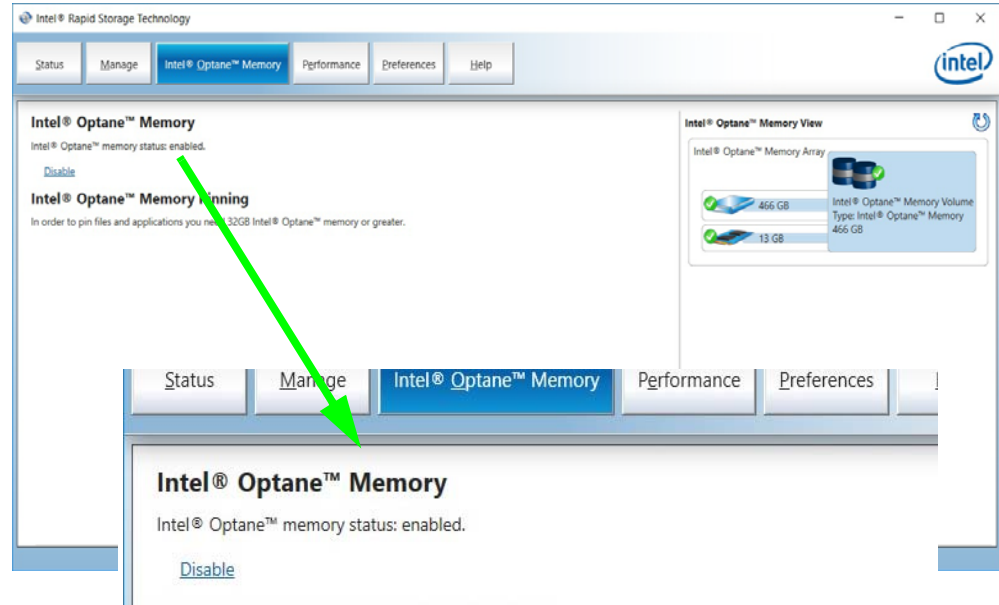 Intel® Rapid Storage Technology
Status Manage Intel® Optane™ Memory Performance Preferences Help
intel
Intel® Optane™ Memory
Intel® Optane™ memory status: enabled.
Disable
Intel® Optane™ Memory Pinning
In order to pin files and applications you need 32GB Intel® Optane™ memory or greater.
Intel® Optane™ Memory View
Intel® Optane™ Memory Array
466 GB
13 GB
Intel® Optane™ Memory Volume
Type: Intel® Optane™ Memory
466 GB
Status Manage Intel® Optane™ Memory Performance Preferences
Intel® Optane™ Memory
Intel® Optane™ memory status: enabled.
Disable